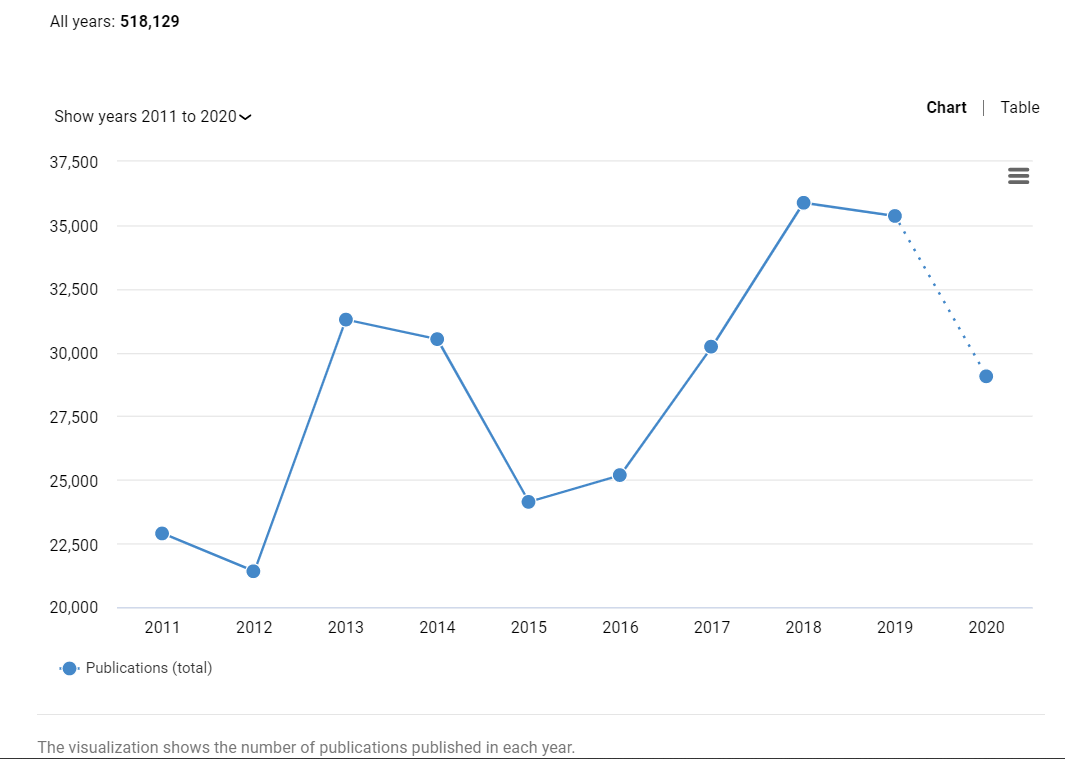 All years: 518,129
Show years 2011 to 2020
Chart | Table
37,500
35,000
32,500
30,000
27,500
25,000
22,500
20,000
2011 2012 2013 2014 2015 2016 2017 2018 2019 2020
Publications (total)
The visualization shows the number of publications published in each year.